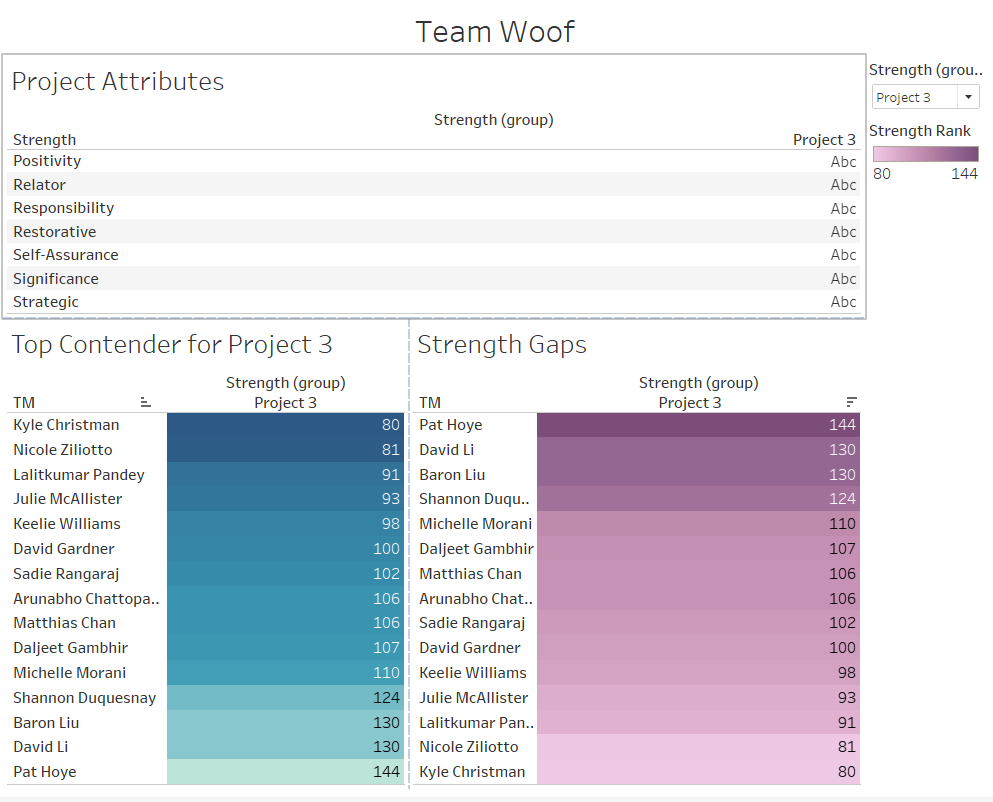 Team Woof
Project Attributes
Strength (group)
Strength Project 3
Positivity Abc
Relator Abc
Responsibility Abc
Restorative Abc
Self-Assurance Abc
Significance Abc
Strategic Abc
Strength (grou..
Project 3
Strength Rank
80 144
Top Contender for Project 3
Strength (group)
TM Project 3
Kyle Christman 80
Nicole Ziliotto 81
Lalitkumar Pandey 91
Julie McAllister 93
Keelie Williams 98
David Gardner 100
Sadie Rangaraj 102
Arunabho Chattopa.. 106
Matthias Chan 106
Daljeet Gambhir 107
Michelle Morani 110
Shannon Duquesnay 124
Baron Liu 130
David Li 130
Pat Hoye 144
Strength Gaps
Strength (group)
TM Project 3
Pat Hoye 144
David Li 130
Baron Liu 130
Shannon Duqu.. 124
Michelle Morani 110
Daljeet Gambhir 107
Matthias Chan 106
Arunabho Chat.. 106
Sadie Rangaraj 102
David Gardner 100
Keelie Williams 98
Julie McAllister 93
Lalitkumar Pan.. 91
Nicole Ziliotto 81
Kyle Christman 80